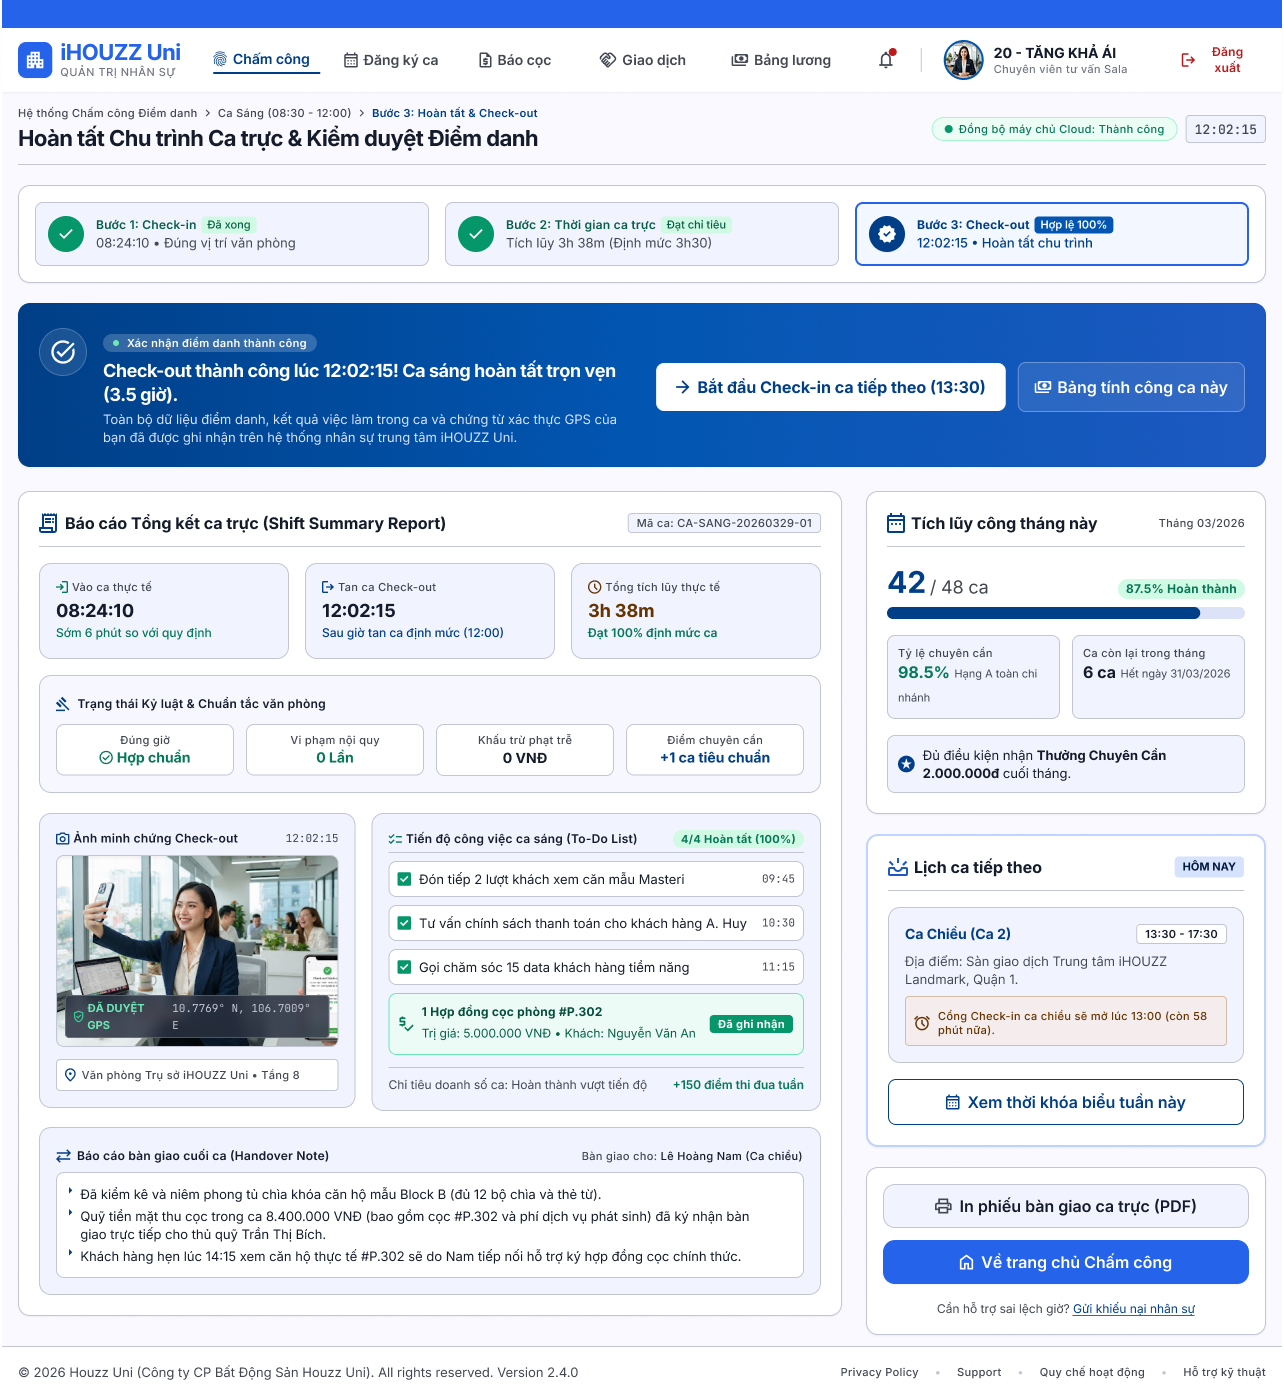 iHOUZZ Uni
QUẢN TRỊ NHÂN SỰ
Chấm công
Đăng ký ca
Báo cọc
Giao dịch
Bảng lương
20 - TĂNG KHẢ ÁI
Chuyên viên tư vấn Sala
Đăng
xuất
Hệ thống Chấm công Điểm danh > Ca Sáng (08:30 - 12:00) > Bước 3: Hoàn tất & Check-out
Hoàn tất Chu trình Ca trực & Kiểm duyệt Điểm danh
Đồng bộ máy chủ Cloud: Thành công
12:02:15
Bước 1: Check-in Đã xong
08:24:10 • Đúng vị trí văn phòng
Bước 2: Thời gian ca trực Đạt chỉ tiêu
Tích lũy 3h 38m (Định mức 3h30)
Bước 3: Check-out Hợp lệ 100%
12:02:15 • Hoàn tất chu trình
Xác nhận điểm danh thành công
Check-out thành công lúc 12:02:15! Ca sáng hoàn tất trọn vẹn
(3.5 giờ).
Toàn bộ dữ liệu điểm danh, kết quả việc làm trong ca và chứng từ xác thực GPS của
bạn đã được ghi nhận trên hệ thống nhân sự trung tâm iHOUZZ Uni.
Bắt đầu Check-in ca tiếp theo (13:30)
Bảng tính công ca này
Báo cáo Tổng kết ca trực (Shift Summary Report)
Mã ca: CA-SANG-20260329-01
Vào ca thực tế
08:24:10
Sớm 6 phút so với quy định
Tan ca Check-out
12:02:15
Sau giờ tan ca định mức (12:00)
Tổng tích lũy thực tế
3h 38m
Đạt 100% định mức ca
Trạng thái Kỷ luật & Chuẩn tắc văn phòng
Đúng giờ
Hợp chuẩn
Vi phạm nội quy
0 Lần
Khấu trừ phạt trễ
0 VNĐ
Điểm chuyên cần
+1 ca tiêu chuẩn
Ảnh minh chứng Check-out
12:02:15
ĐÃ DUYỆT
GPS
10.7769° N, 106.7009°
E
Văn phòng Trụ sở iHOUZZ Uni • Tầng 8
Tiến độ công việc ca sáng (To-Do List)
4/4 Hoàn tất (100%)
Đón tiếp 2 lượt khách xem căn mẫu Masteri
09:45
Tư vấn chính sách thanh toán cho khách hàng A. Huy
10:30
Gọi chăm sóc 15 data khách hàng tiềm năng
11:15
1 Hợp đồng cọc phòng #P.302
Trị giá: 5.000.000 VNĐ • Khách: Nguyễn Văn An
Đã ghi nhận
Chỉ tiêu doanh số ca: Hoàn thành vượt tiến độ
+150 điểm thi đua tuần
Báo cáo bàn giao cuối ca (Handover Note)
Bàn giao cho: Lê Hoàng Nam (Ca chiều)
Đã kiểm kê và niêm phong tủ chìa khóa căn hộ mẫu Block B (đủ 12 bộ chìa và thẻ từ).
Quỹ tiền mặt thu cọc trong ca 8.400.000 VNĐ (bao gồm cọc #P.302 và phí dịch vụ phát sinh) đã ký nhận bàn
giao trực tiếp cho thủ quỹ Trần Thị Bích.
Khách hàng hẹn lúc 14:15 xem căn hộ thực tế #P.302 sẽ do Nam tiếp nối hỗ trợ ký hợp đồng cọc chính thức.
Tích lũy công tháng này
Tháng 03/2026
42 / 48 ca
87.5% Hoàn thành
Tỷ lệ chuyên cần
98.5% Hạng A toàn chi
nhánh
Ca còn lại trong tháng
6 ca Hết ngày 31/03/2026
Đủ điều kiện nhận Thưởng Chuyên Cần
2.000.000đ cuối tháng.
Lịch ca tiếp theo
HÔM NAY
Ca Chiều (Ca 2)
13:30 - 17:30
Địa điểm: Sàn giao dịch Trung tâm iHOUZZ
Landmark, Quận 1.
Cổng Check-in ca chiều sẽ mở lúc 13:00 (còn 58
phút nữa).
Xem thời khóa biểu tuần này
In phiếu bàn giao ca trực (PDF)
Về trang chủ Chấm công
Cần hỗ trợ sai lệch giờ? Gửi khiếu nại nhân sự
© 2026 Houzz Uni (Công ty CP Bất Động Sản Houzz Uni). All rights reserved. Version 2.4.0
Privacy Policy • Support • Quy chế hoạt động • Hỗ trợ kỹ thuật